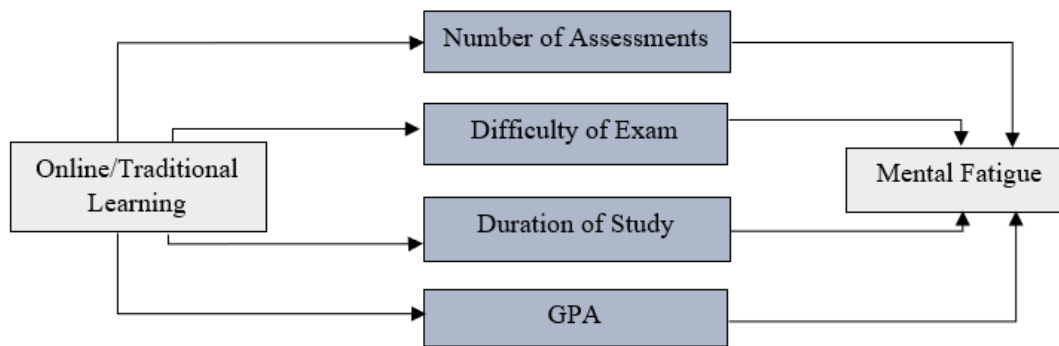 Number of Assessments
Difficulty of Exam
Online/Traditional
Learning
Mental Fatigue
Duration of Study
GPA